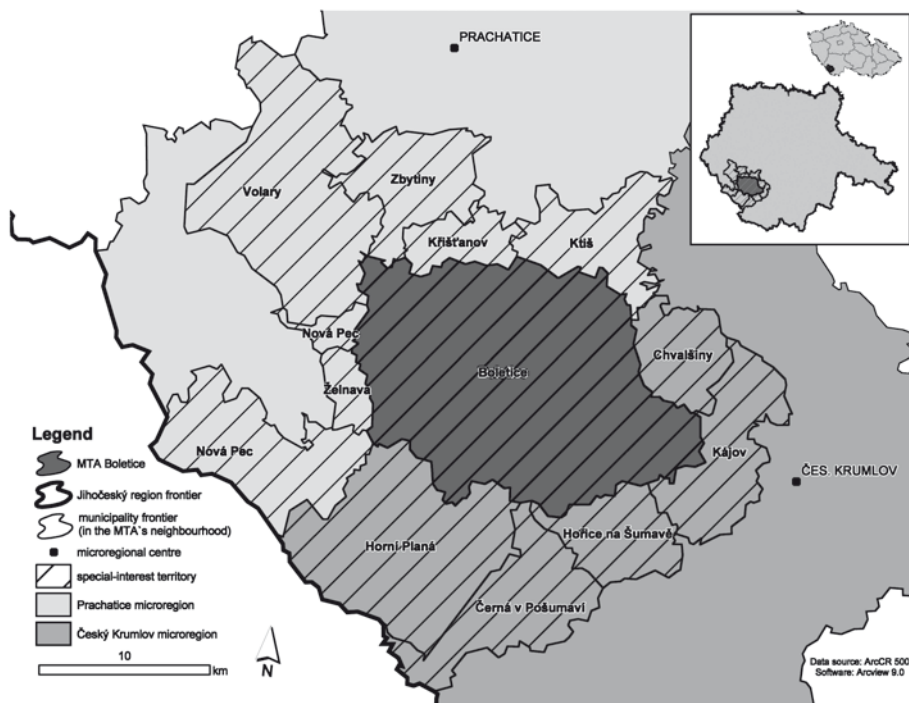 PRACHATICE
Volary
Zbytiny
Křišťanov
Ktiš
Nová Pec
Chvalšiny
Boletice
Želnava
Nová Pec
Kájov
ČES. KRUMLOV
Horní Planá
Hořice na Šumavě
Černá v Pošumaví
Legend
MTA Boletice
Jihočeský region frontier
municipality frontier
(in the MTA`s neighbourhood)
microregional centre
special-interest territory
Prachatice microregion
Český Krumlov microregion
10
km
N
Data source: ArcCR 500
Software: Arcview 9.0